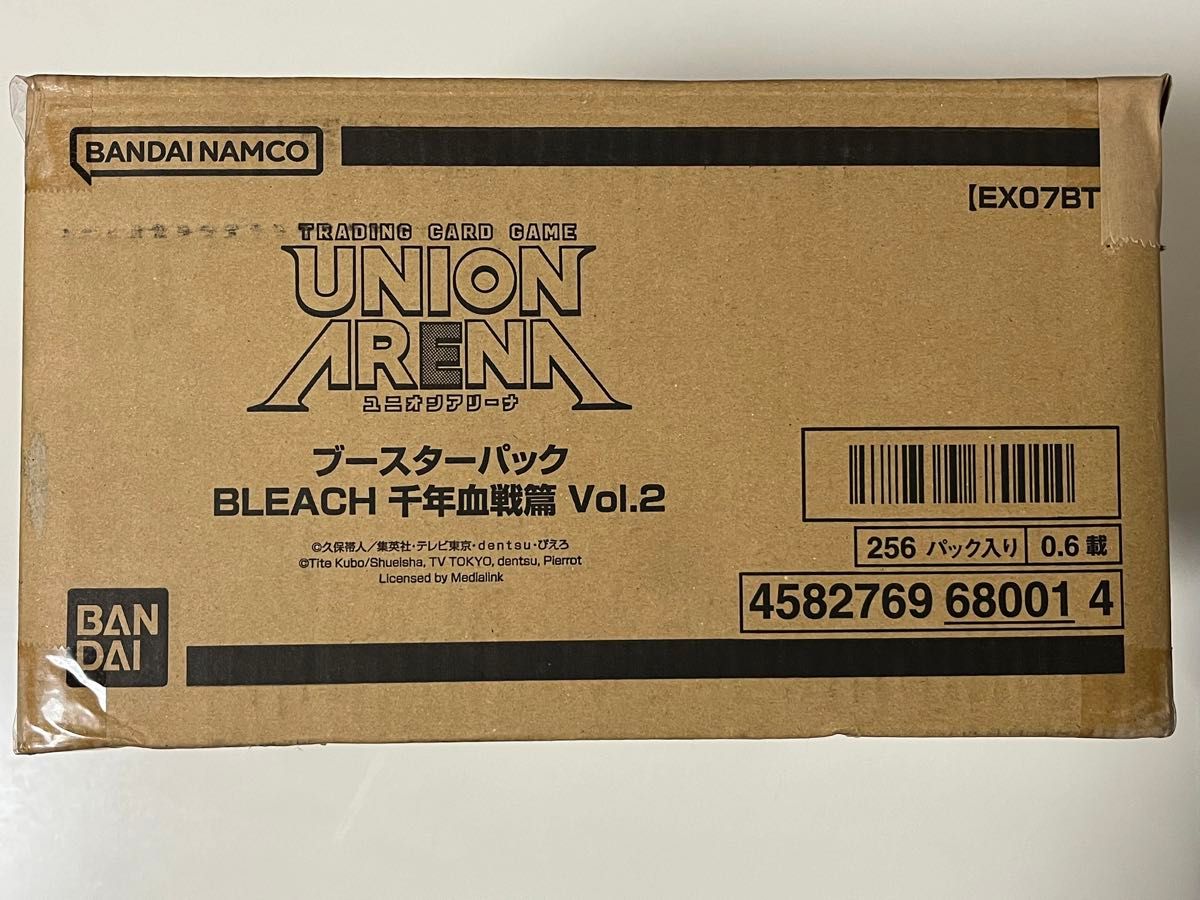 BANDAI NAMCO
【EX07BT
TRADING CARD GAME
UNION
ARENA
ユニオンアリーナ
ブースターパック
BLEACH 千年血戦篇 Vol.2
©久保帯人／集英社・テレビ東京・dentsu・ぴえろ
©Tite Kubo/Shueisha, TV TOKYO, dentsu, Pierrot
Licensed by Medialink
256 パック入り 0.6 載
4582769 68001 4
BAN
DAI